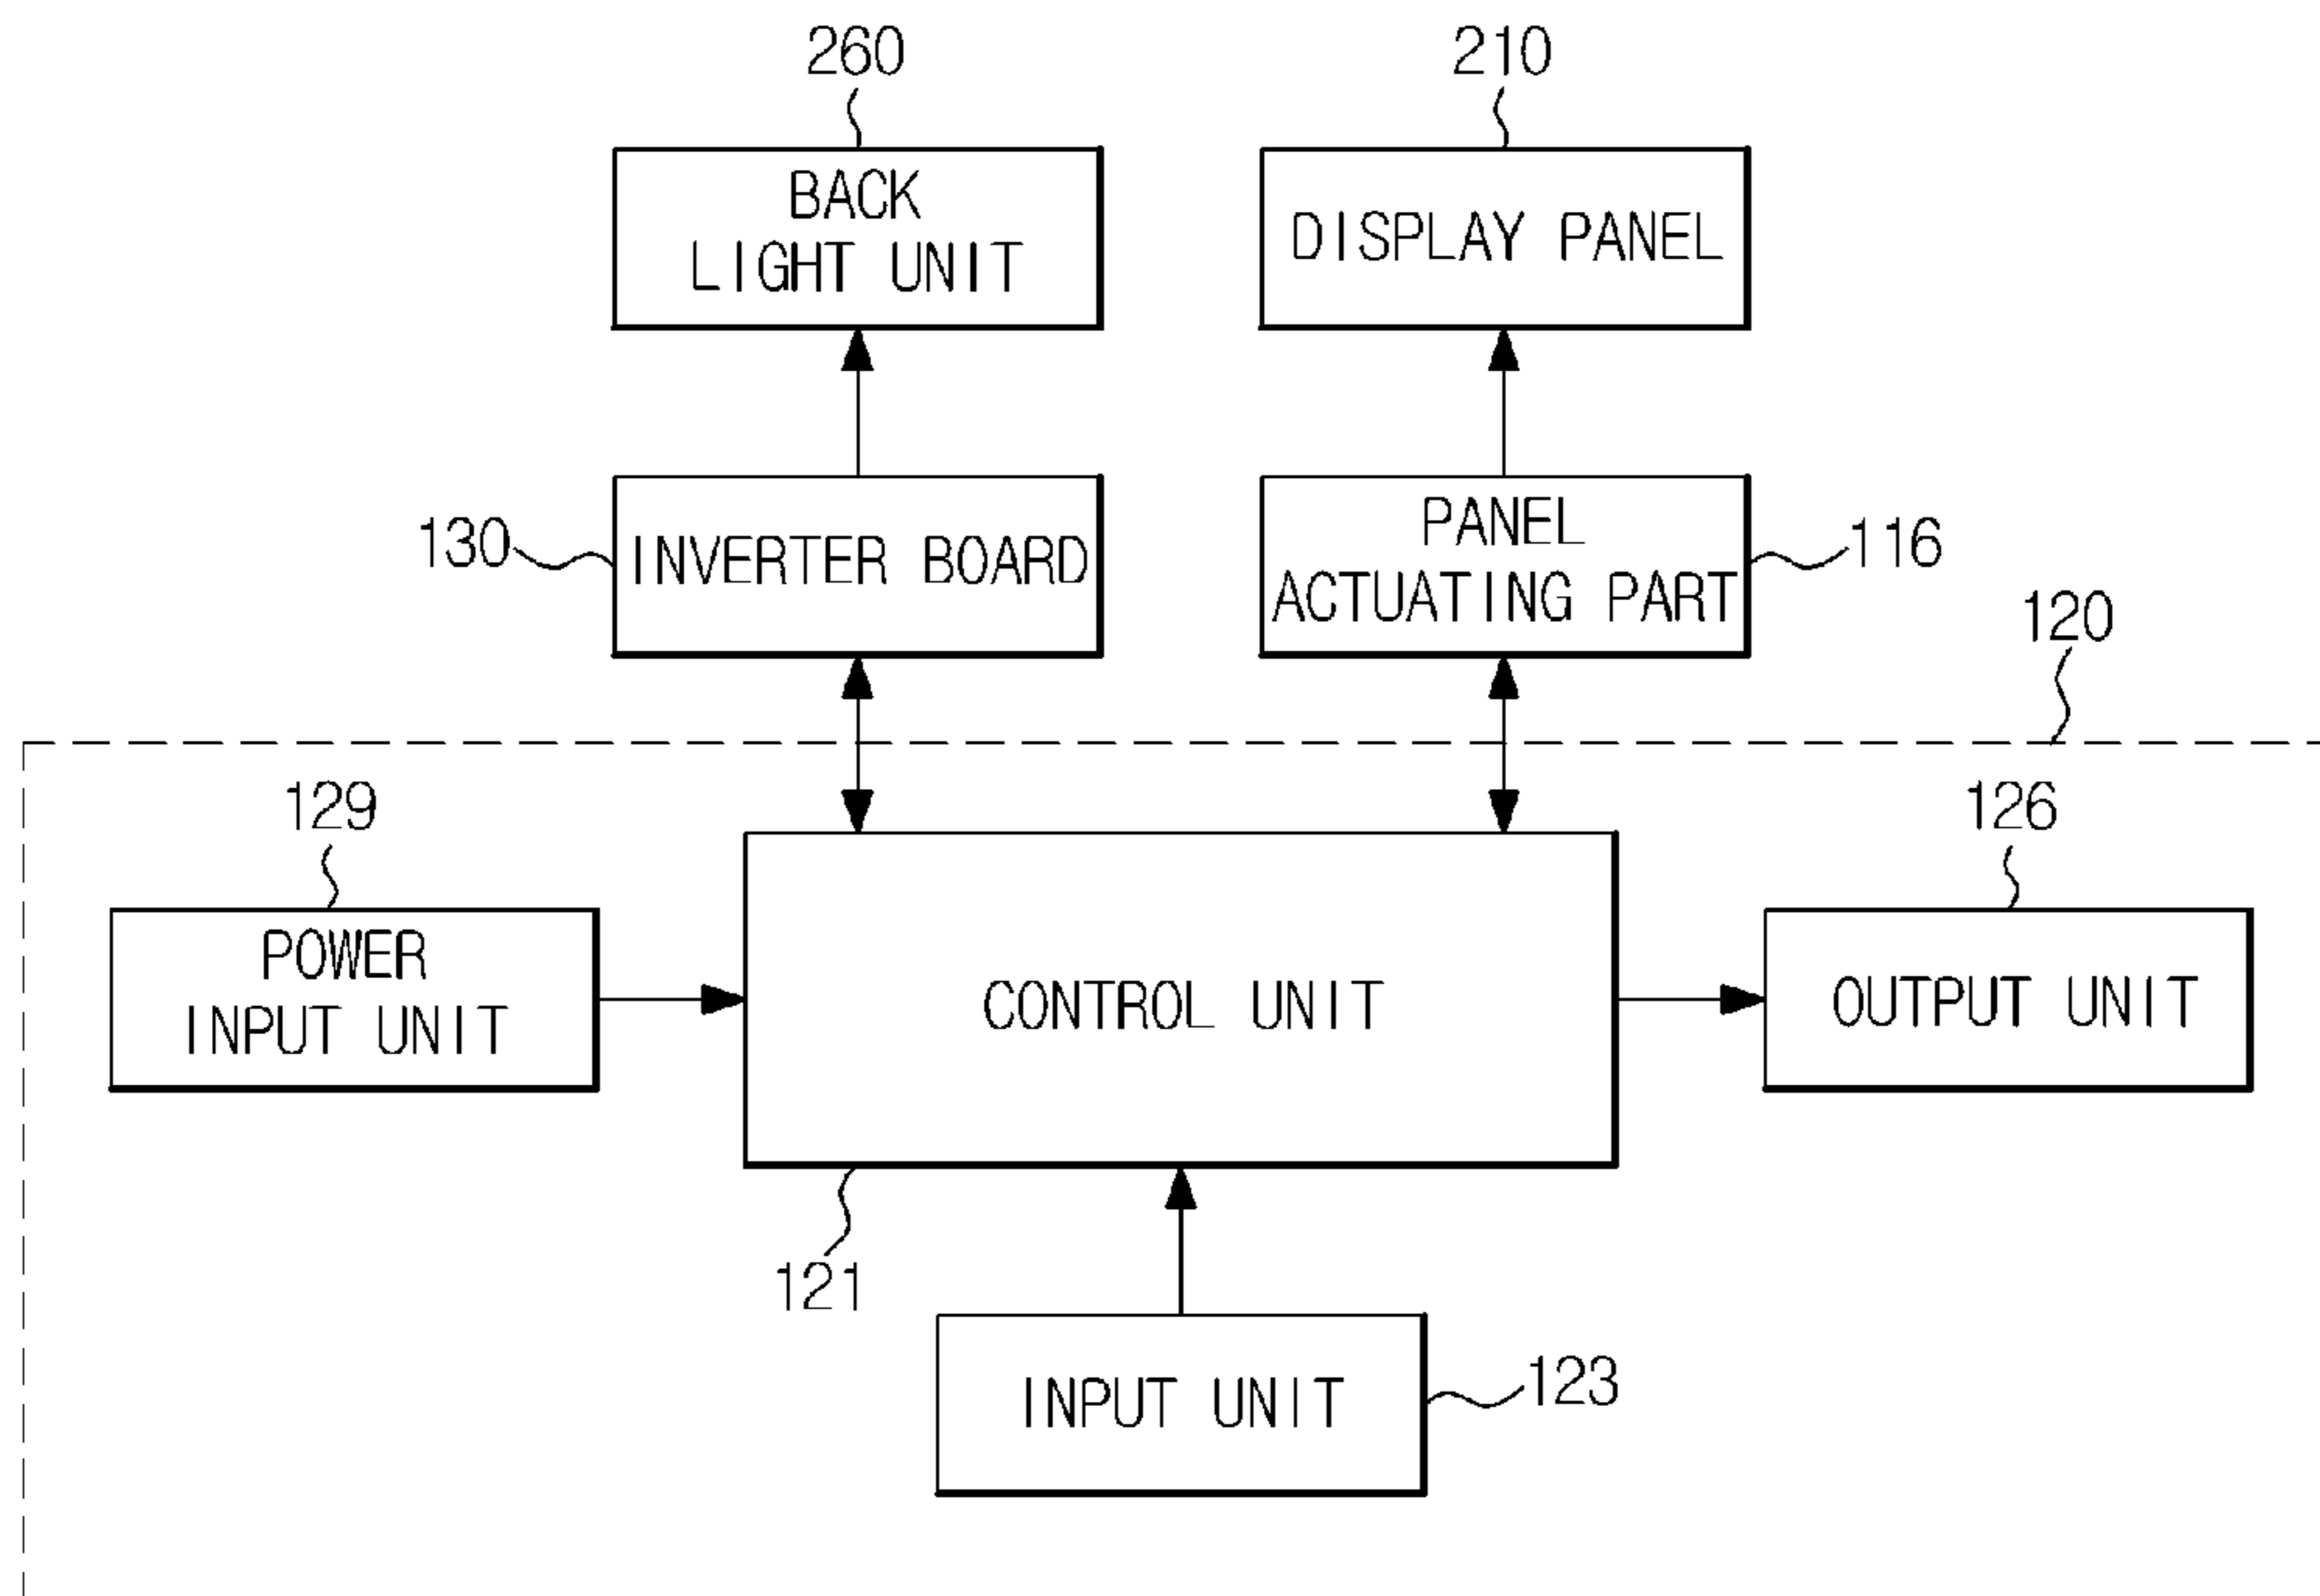 260
210
BACK
LIGHT UNIT
DISPLAY PANEL
130
INVERTER BOARD
PANEL
ACTUATING PART
116
120
129
126
POWER
INPUT UNIT
CONTROL UNIT
OUTPUT UNIT
121
INPUT UNIT
123